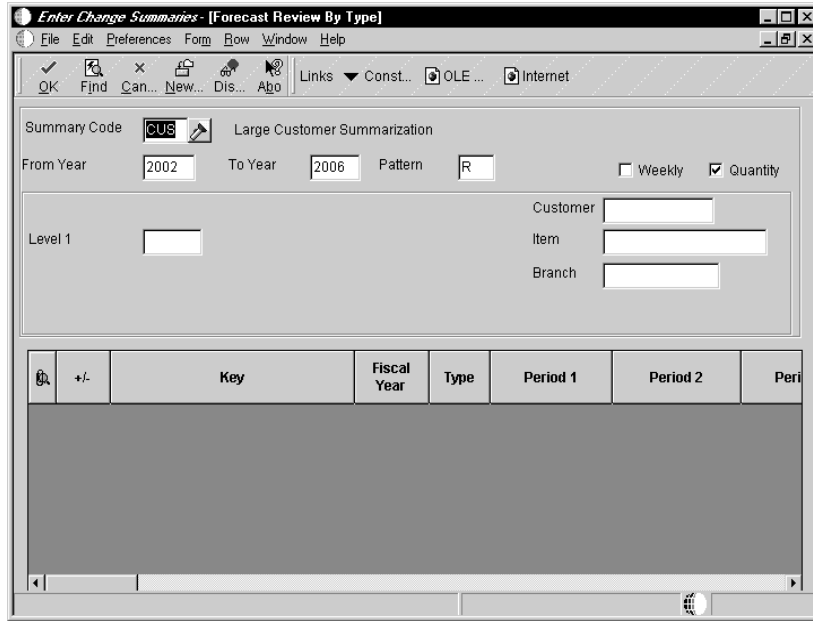 Enter Change Summaries - [Forecast Review By Type]
File Edit Preferences Form Row Window Help
OK Find Can... New... Dis... Abo Links Const... OLE ... Internet
Summary Code CUS Large Customer Summarization
From Year 2002 To Year 2006 Pattern R Weekly Quantity
Customer
Level 1 Item
Branch
+/- Key Fiscal Year Type Period 1 Period 2 Peri